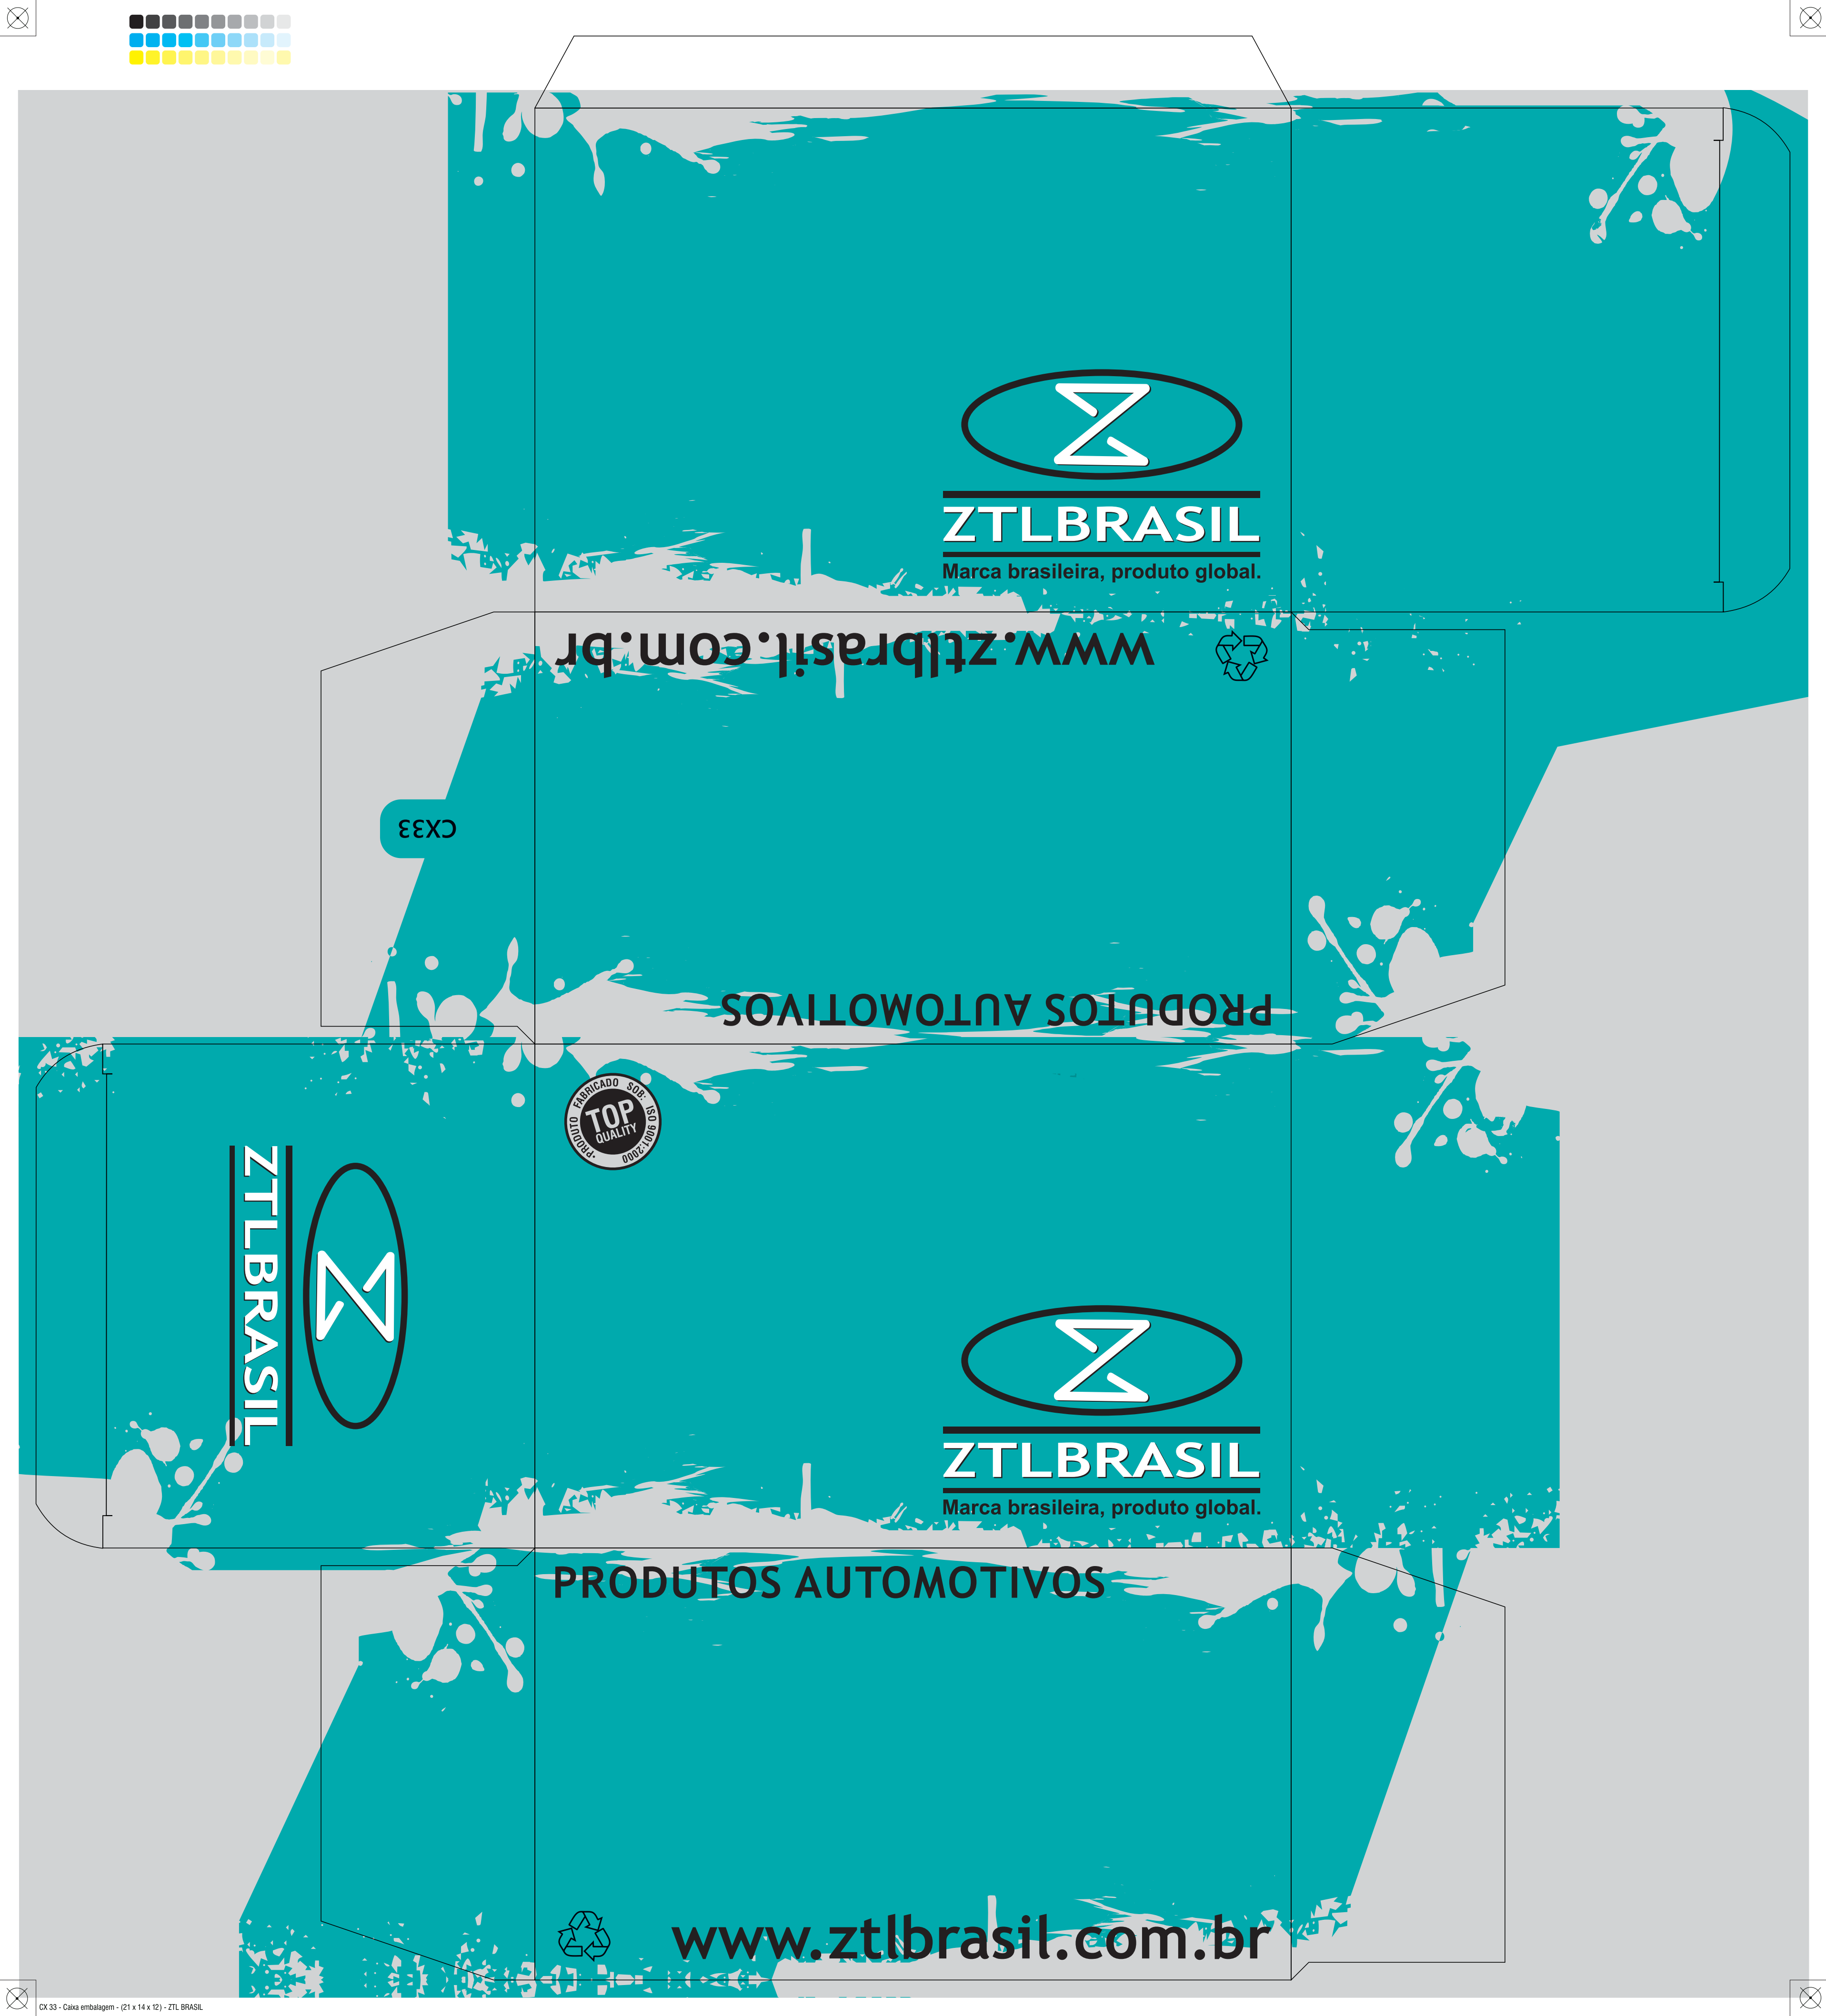 ZTLBRASIL
Marca brasileira, produto global.
www.ztlbrasil.com.br
CX33
PRODUTOS AUTOMOTIVOS
•PRODUTO FABRICADO SOB: ISO 9001:2000
TOP
QUALITY
ZTLBRASIL
ZTLBRASIL
Marca brasileira, produto global.
PRODUTOS AUTOMOTIVOS
www.ztlbrasil.com.br
CX 33 - Caixa embalagem - (21 x 14 x 12) - ZTL BRASIL